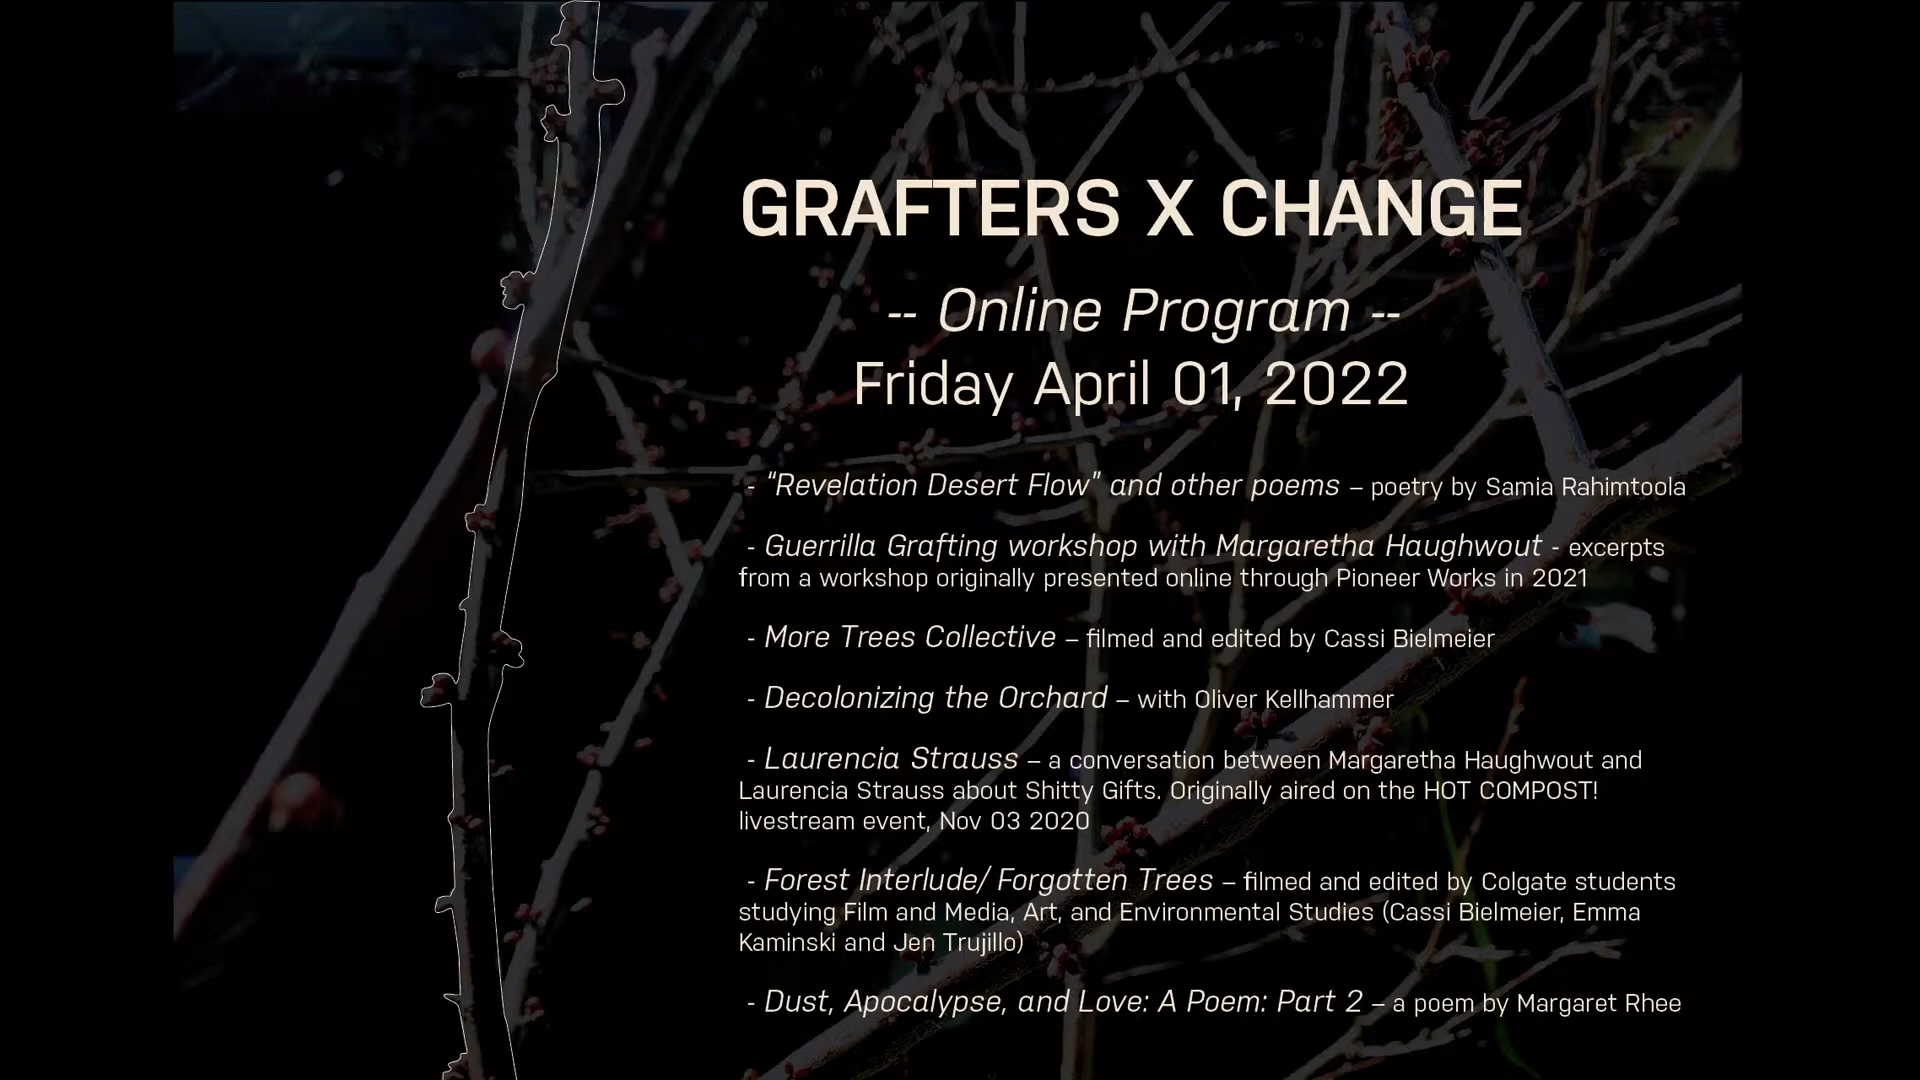 GRAFTERS X CHANGE
-- Online Program --
Friday April 01, 2022
- “Revelation Desert Flow” and other poems – poetry by Samia Rahimtoola
- Guerrilla Grafting workshop with Margaretha Haughwout - excerpts
from a workshop originally presented online through Pioneer Works in 2021
- More Trees Collective – filmed and edited by Cassi Bielmeier
- Decolonizing the Orchard – with Oliver Kellhammer
- Laurencia Strauss – a conversation between Margaretha Haughwout and
Laurencia Strauss about Shitty Gifts. Originally aired on the HOT COMPOST!
livestream event, Nov 03 2020
- Forest Interlude/ Forgotten Trees – filmed and edited by Colgate students
studying Film and Media, Art, and Environmental Studies (Cassi Bielmeier, Emma
Kaminski and Jen Trujillo)
- Dust, Apocalypse, and Love: A Poem: Part 2 – a poem by Margaret Rhee